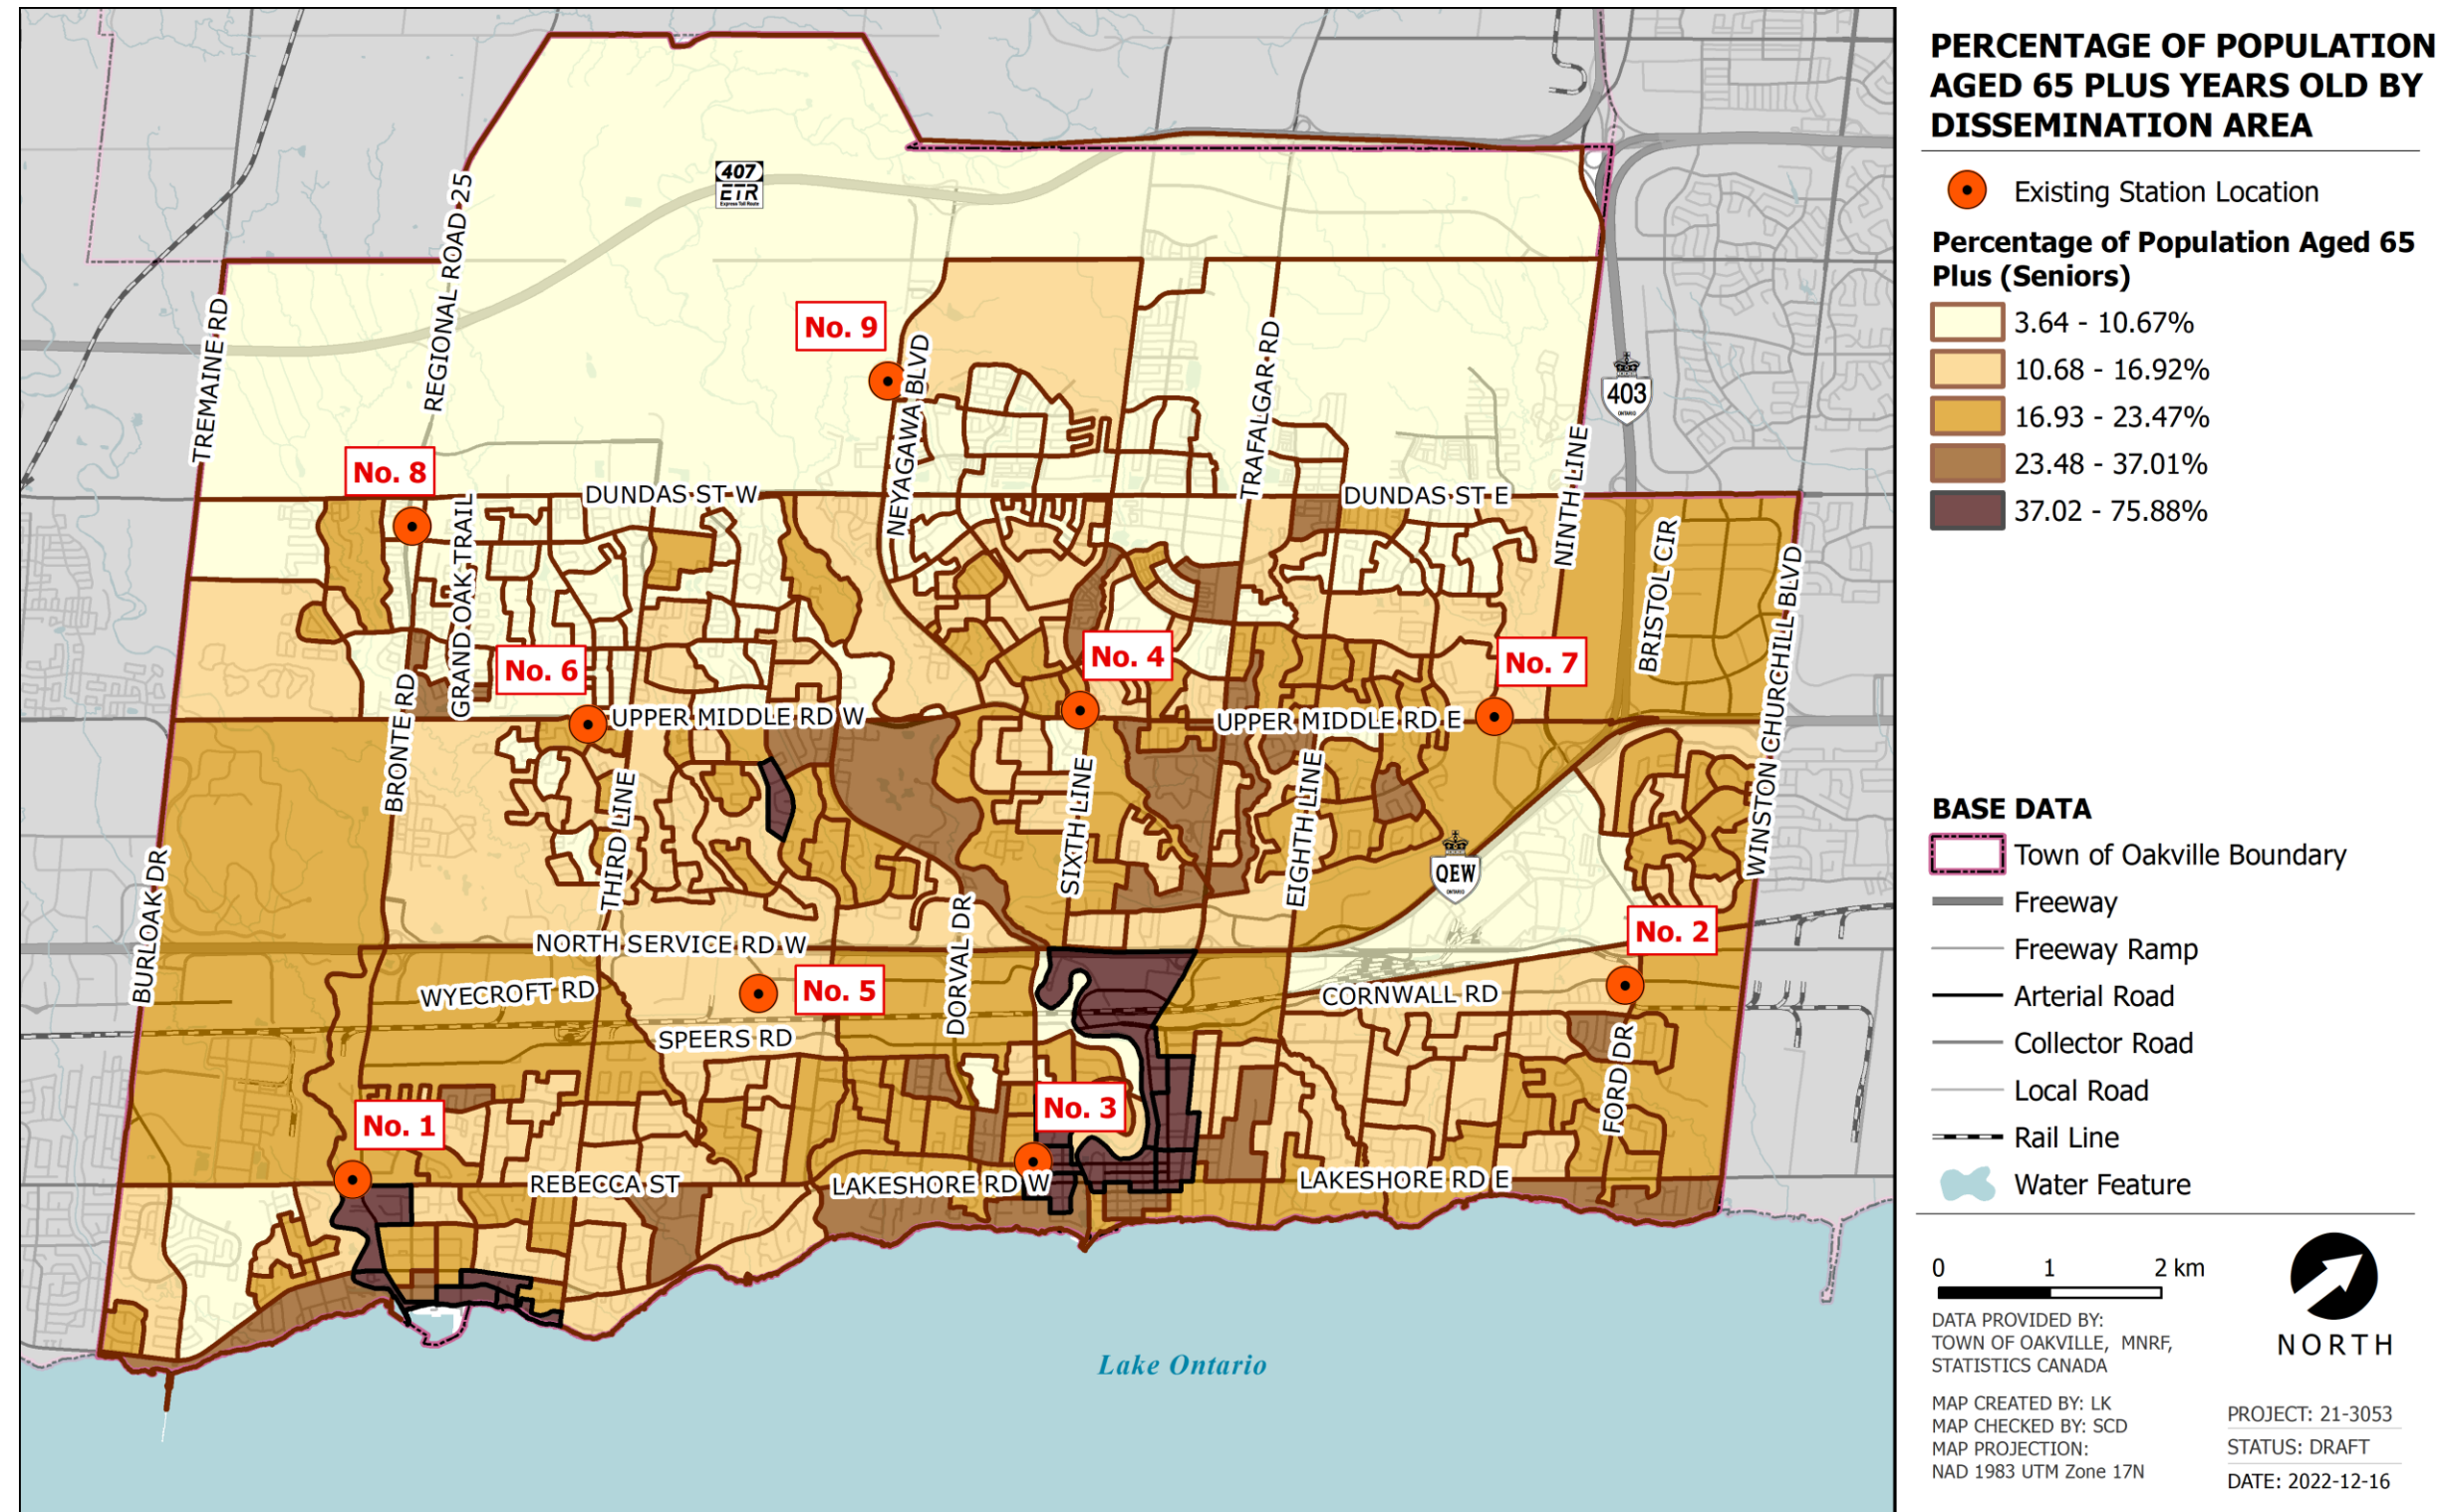 PERCENTAGE OF POPULATION
AGED 65 PLUS YEARS OLD BY
DISSEMINATION AREA
Existing Station Location
Percentage of Population Aged 65
Plus (Seniors)
3.64 - 10.67%
10.68 - 16.92%
16.93 - 23.47%
23.48 - 37.01%
37.02 - 75.88%
BASE DATA
Town of Oakville Boundary
Freeway
Freeway Ramp
Arterial Road
Collector Road
Local Road
Rail Line
Water Feature
0 1 2 km
DATA PROVIDED BY:
TOWN OF OAKVILLE, MNRF,
STATISTICS CANADA
MAP CREATED BY: LK
MAP CHECKED BY: SCD
MAP PROJECTION:
NAD 1983 UTM Zone 17N
NORTH
PROJECT: 21-3053
STATUS: DRAFT
DATE: 2022-12-16
407
ETR
Express Toll Route
REGIONAL ROAD 25
TREMAINE RD
No. 9
NEYAGAWA BLVD
TRAFALGAR RD
403
ONTARIO
No. 8
DUNDAS ST W
DUNDAS ST E
NINTH LINE
BRISTOL CIR
GRAND OAK TRAIL
WINSTON CHURCHILL BLVD
No. 6
No. 4
No. 7
BRONTE RD
UPPER MIDDLE RD W
UPPER MIDDLE RD E
THIRD LINE
SIXTH LINE
EIGHTH LINE
QEW
ONTARIO
BURLOAK DR
DORVAL DR
No. 2
NORTH SERVICE RD W
WYECROFT RD
No. 5
CORNWALL RD
SPEERS RD
FORD DR
No. 1
No. 3
REBECCA ST
LAKESHORE RD W
LAKESHORE RD E
Lake Ontario